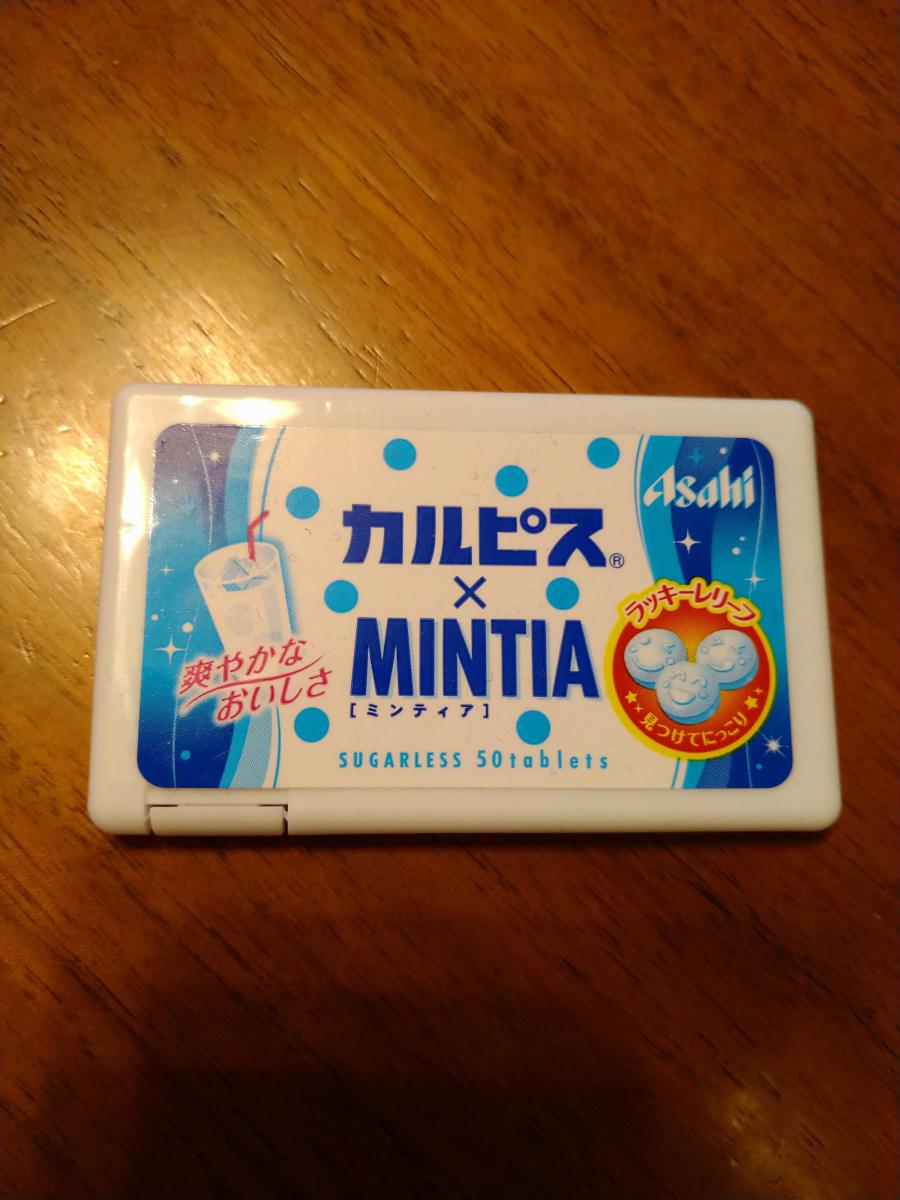 Asahi
カルピス®
×
MINTIA
[ミンティア]
爽やかな
おいしさ
ラッキーレリーフ
見つけてにっこり
SUGARLESS 50tablets